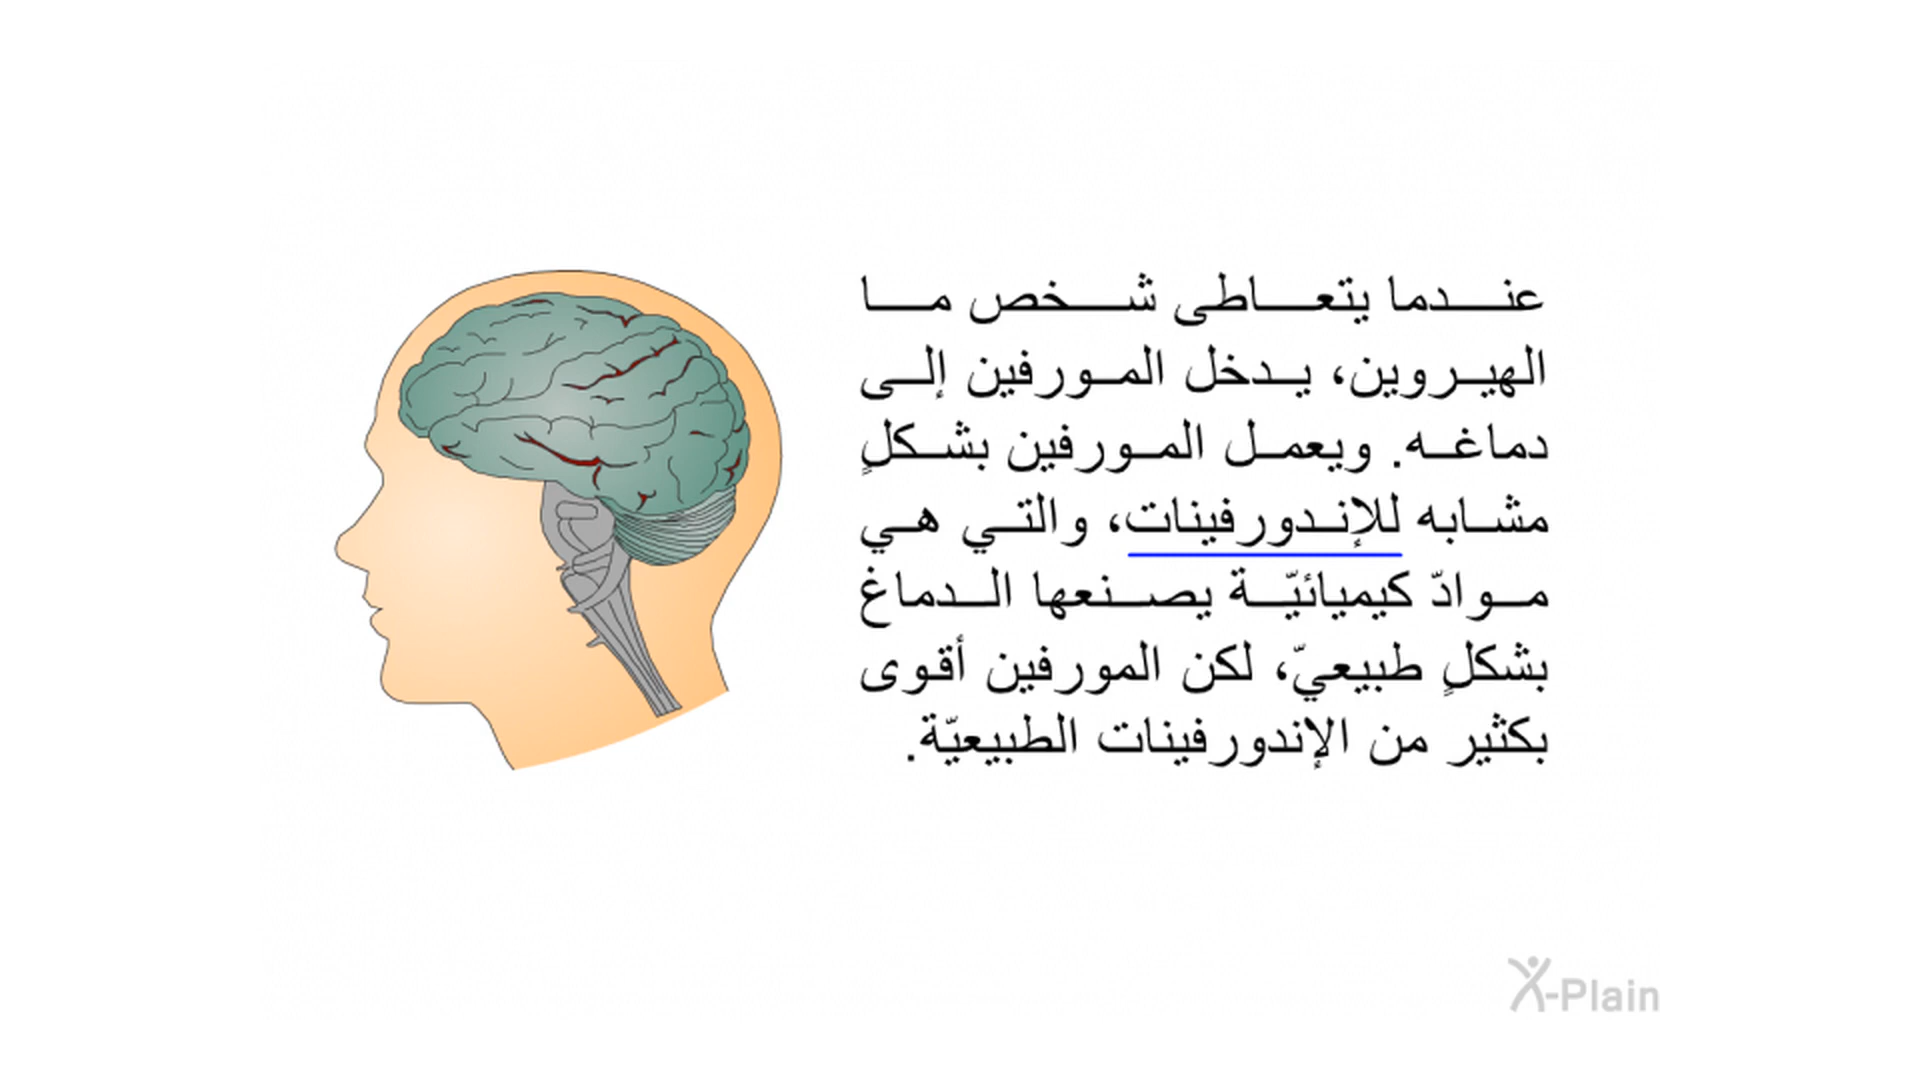 عندما يتعاطى شخص ما
الهيروين، يدخل المورفين إلى
دماغه. ويعمل المورفين بشكلٍ
مشابه للإندورفينات، والتي هي
موادّ كيميائيّة يصنعها الدماغ
بشكلٍ طبيعيّ، لكن المورفين أقوى
بكثير من الإندورفينات الطبيعيّة.
X-Plain